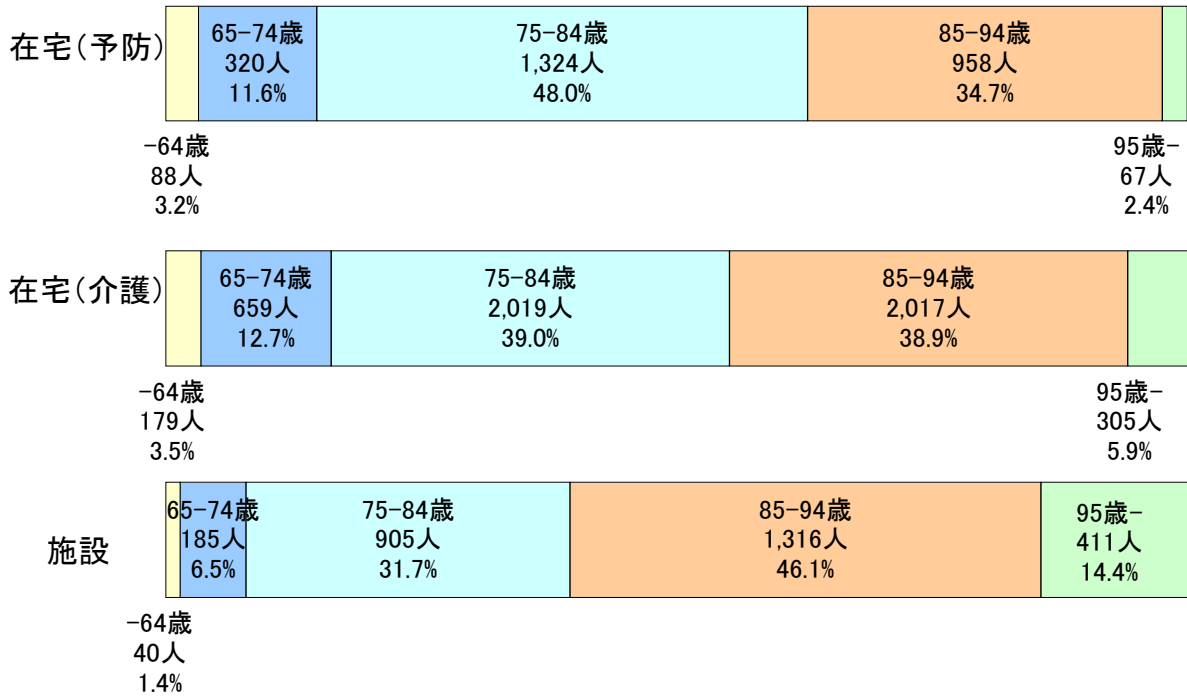 在宅(予防)
65-74歳
320人
11.6%
75-84歳
1,324人
48.0%
85-94歳
958人
34.7%
-64歳
88人
3.2%
95歳-
67人
2.4%
在宅(介護)
65-74歳
659人
12.7%
75-84歳
2,019人
39.0%
85-94歳
2,017人
38.9%
-64歳
179人
3.5%
95歳-
305人
5.9%
施設
65-74歳
185人
6.5%
75-84歳
905人
31.7%
85-94歳
1,316人
46.1%
95歳-
411人
14.4%
-64歳
40人
1.4%